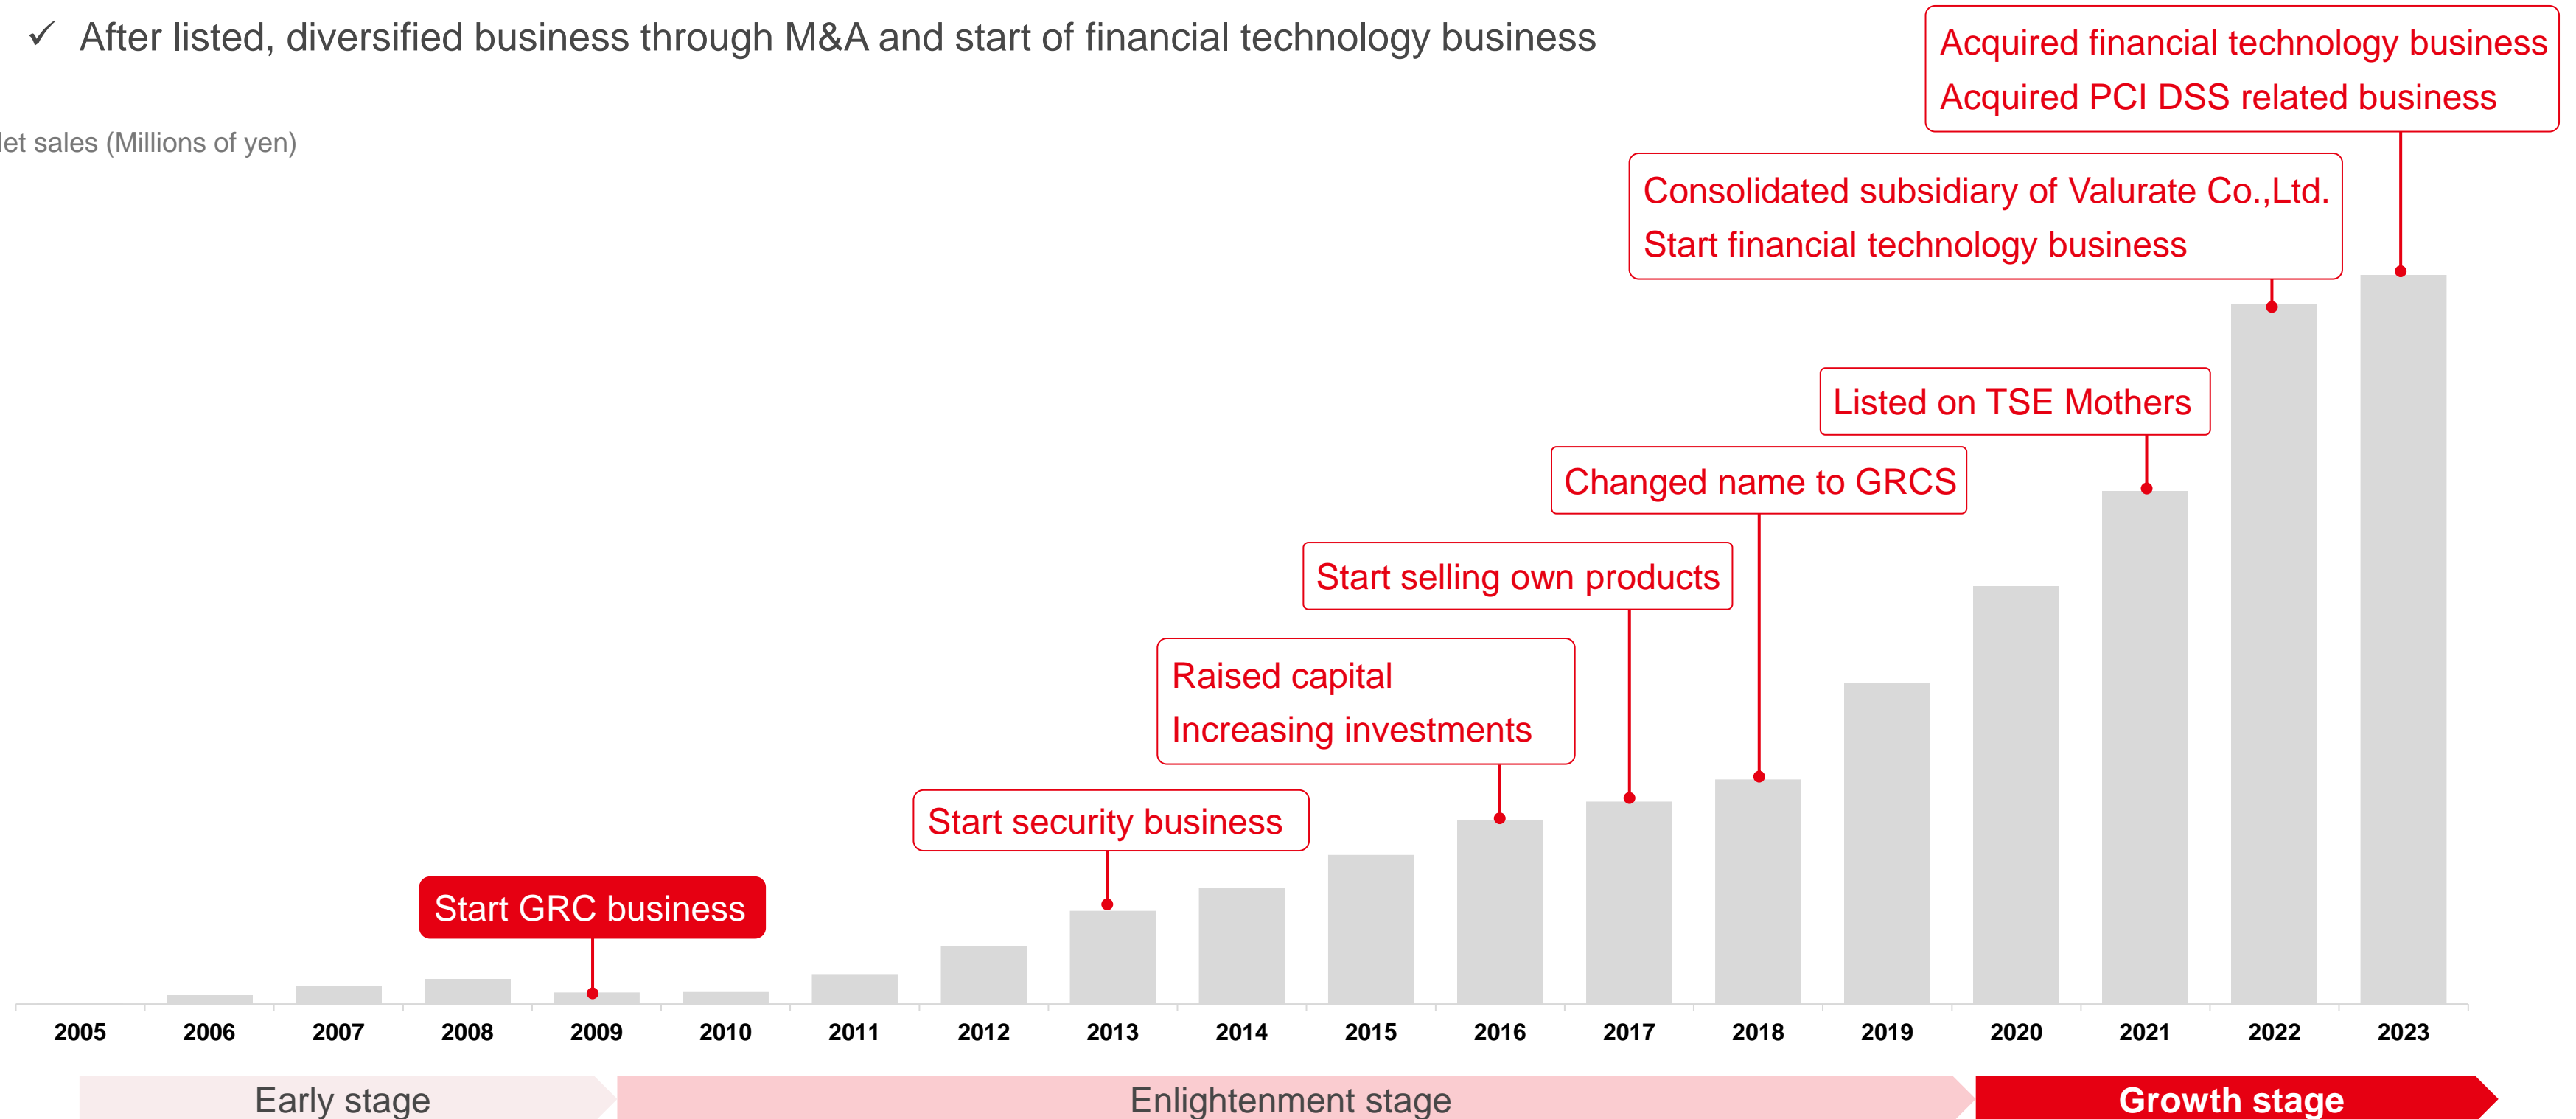 ✓ After listed, diversified business through M&A and start of financial technology business
et sales (Millions of yen)
Acquired financial technology business
Acquired PCI DSS related business
Consolidated subsidiary of Valurate Co.,Ltd.
Start financial technology business
Listed on TSE Mothers
Changed name to GRCS
Start selling own products
Raised capital
Increasing investments
Start security business
Start GRC business
2005 2006 2007 2008 2009 2010 2011 2012 2013 2014 2015 2016 2017 2018 2019 2020 2021 2022 2023
Early stage Enlightenment stage Growth stage